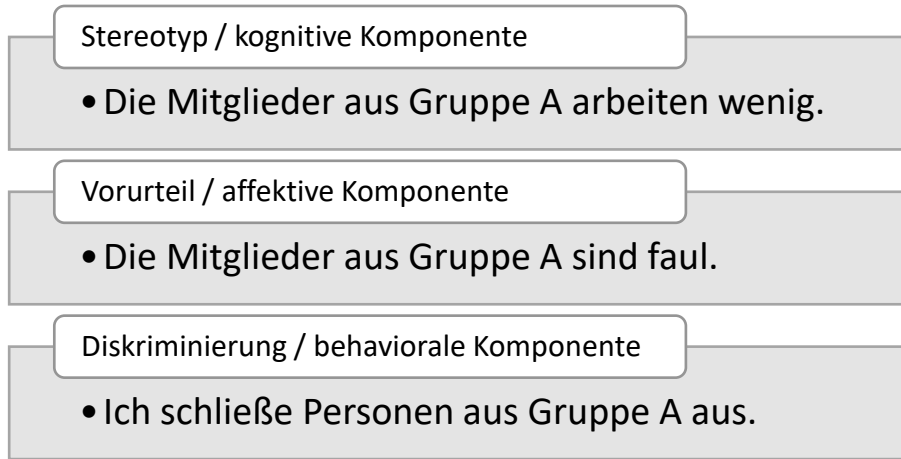 Stereotyp / kognitive Komponente
• Die Mitglieder aus Gruppe A arbeiten wenig.
Vorurteil / affektive Komponente
• Die Mitglieder aus Gruppe A sind faul.
Diskriminierung / behaviorale Komponente
• Ich schließe Personen aus Gruppe A aus.